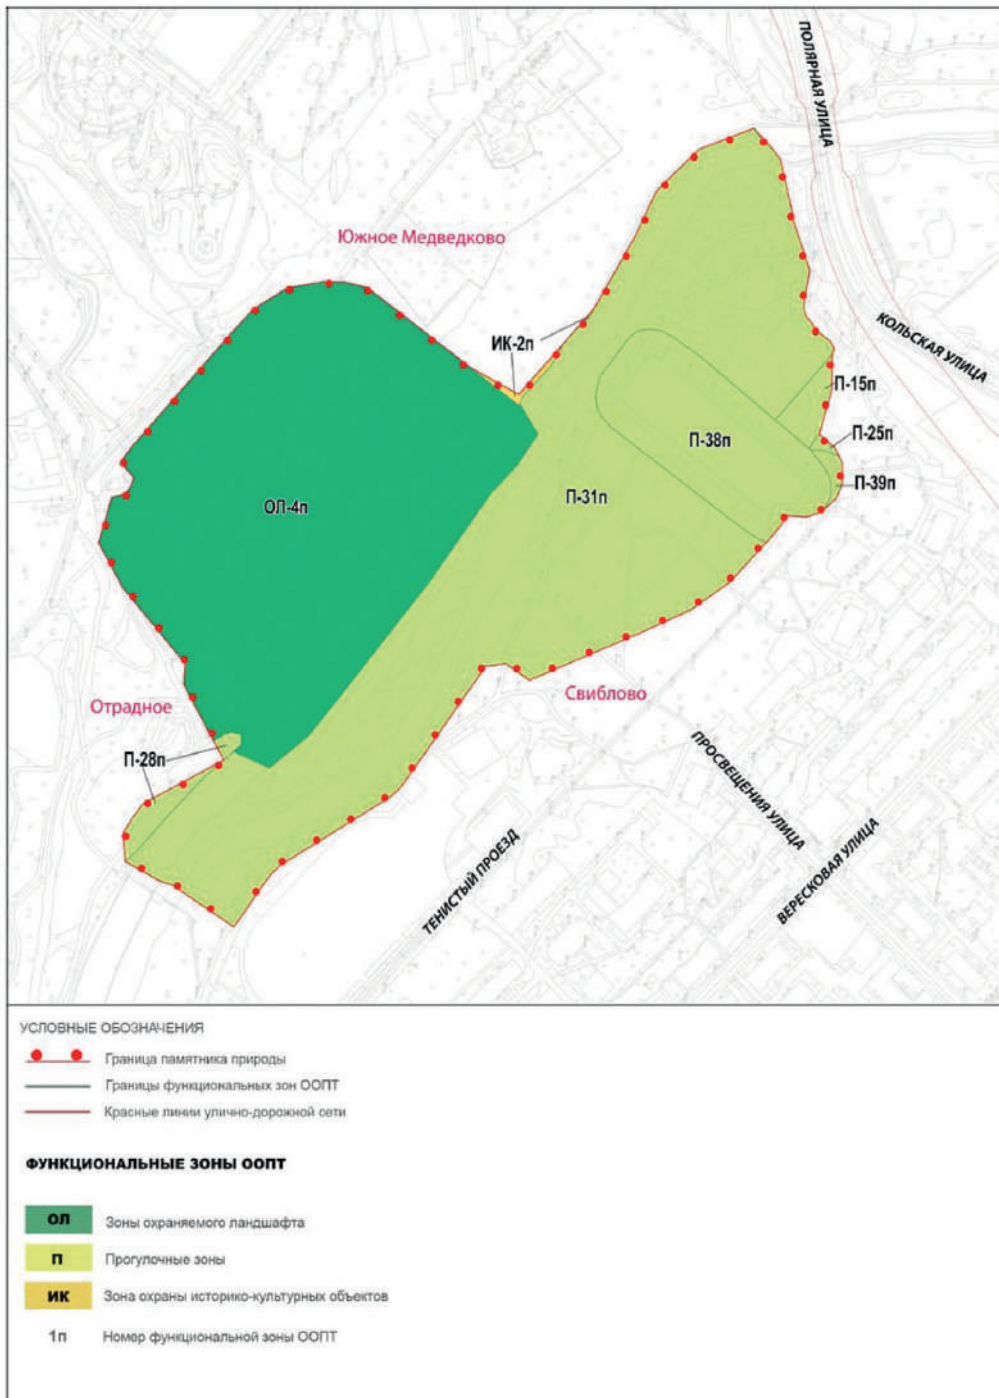 ПОЛЯРНАЯ УЛИЦА
Южное Медведково
КОЛЬСКАЯ УЛИЦА
ИК-2п
П-15п
П-25п
П-38п
П-39п
П-31п
ОЛ-4п
Отрадное
Свиблово
П-28п
ПРОСВЕЩЕНИЯ УЛИЦА
ТЕНИСТЫЙ ПРОЕЗД
ВЕРЕСКОВАЯ УЛИЦА
УСЛОВНЫЕ ОБОЗНАЧЕНИЯ
Граница памятника природы
Границы функциональных зон ООПТ
Красные линии улично-дорожной сети
ФУНКЦИОНАЛЬНЫЕ ЗОНЫ ООПТ
ОЛ Зоны охраняемого ландшафта
П Прогулочные зоны
ИК Зона охраны историко-культурных объектов
1п Номер функциональной зоны ООПТ